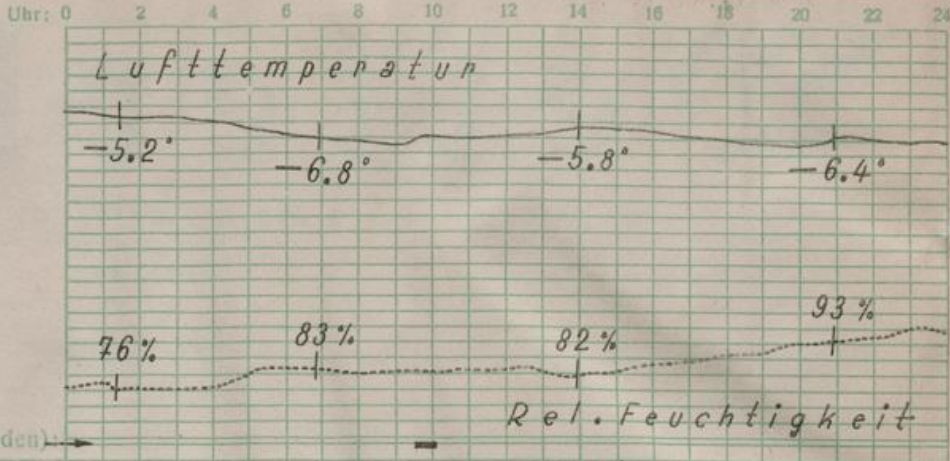 Uhr: 0 2 4 6 8 10 12 14 16 18 20 22 24
Lufttemperatur
−5.2° −6.8° −5.8° −6.4°
76% 83% 82% 93%
Rel. Feuchtigkeit
den):